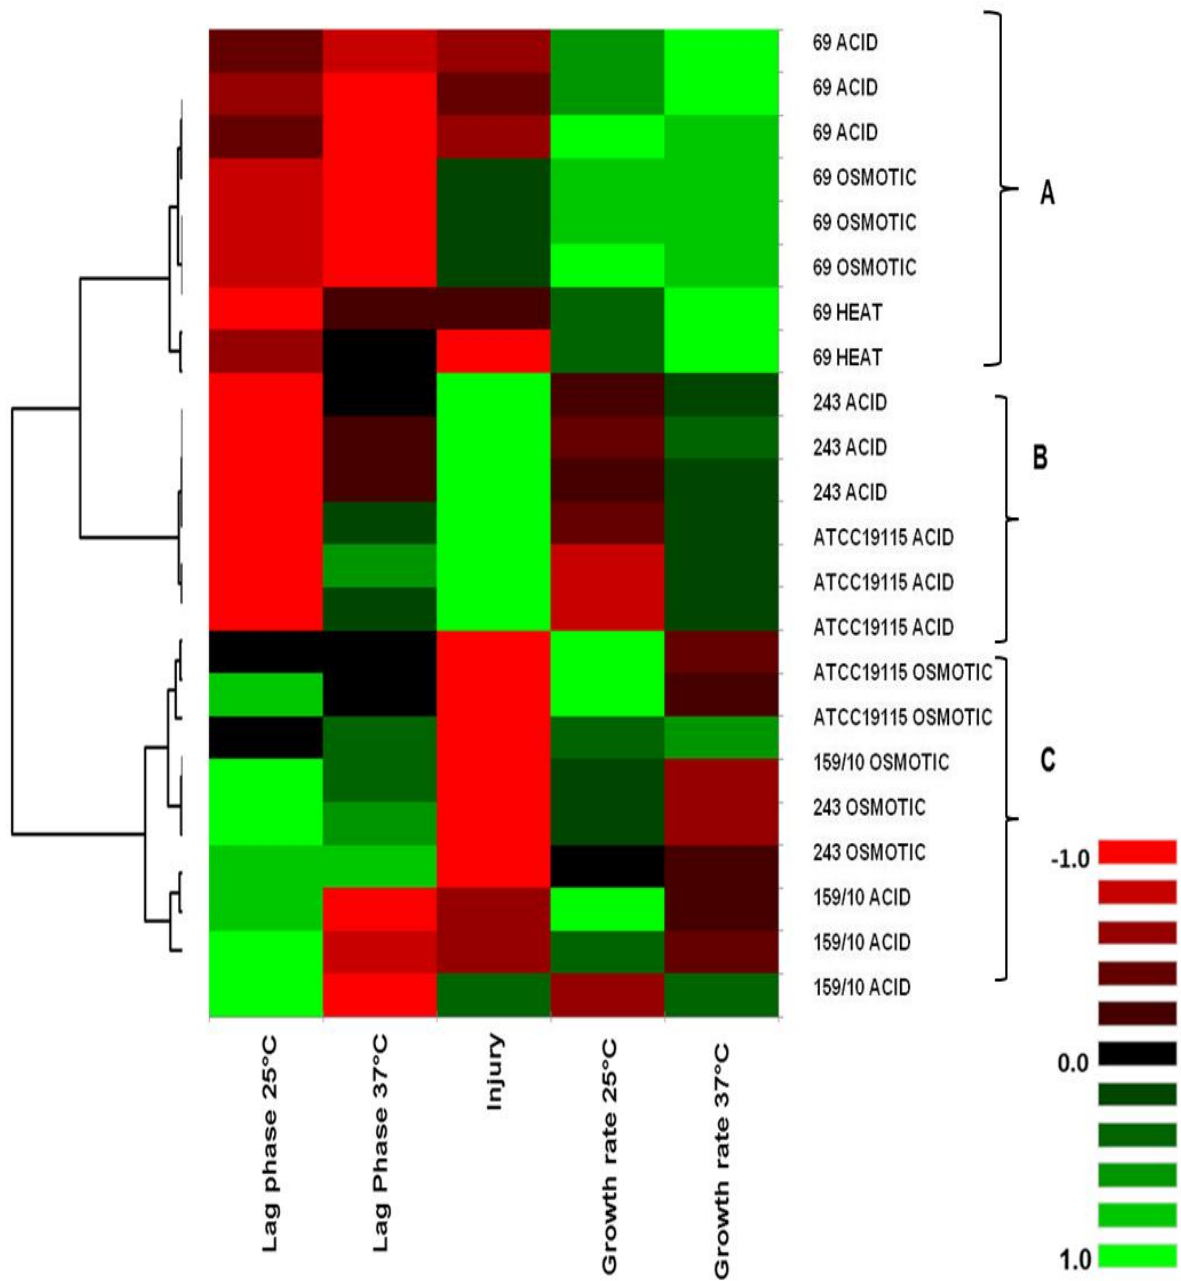 69 ACID
69 ACID
69 ACID
69 OSMOTIC
69 OSMOTIC
69 OSMOTIC
69 HEAT
69 HEAT
243 ACID
243 ACID
243 ACID
ATCC19115 ACID
ATCC19115 ACID
ATCC19115 ACID
ATCC19115 OSMOTIC
ATCC19115 OSMOTIC
159/10 OSMOTIC
243 OSMOTIC
243 OSMOTIC
159/10 ACID
159/10 ACID
159/10 ACID
A
B
C
-1.0
0.0
1.0
Lag phase 25°C
Lag Phase 37°C
Injury
Growth rate 25°C
Growth rate 37°C